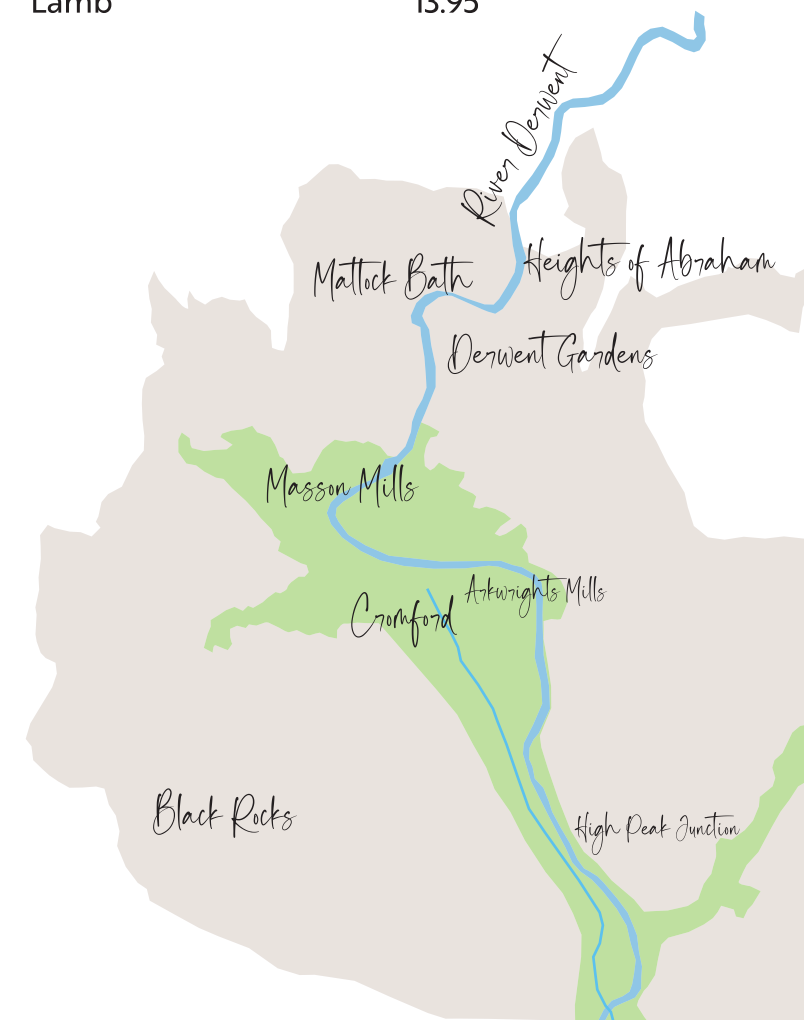 Lamb 13.95
River Derwent
Heights of Abraham
Matlock Bath
Derwent Gardens
Masson Mills
Arkwrights Mills
Cromford
Black Rocks
High Peak Junction